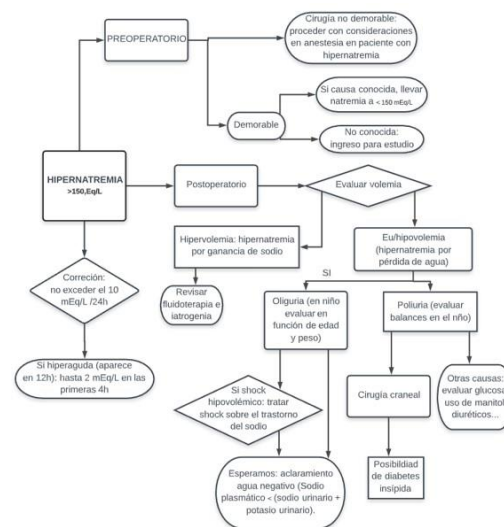 PREOPERATORIO
Cirugía no demorable:
proceder con consideraciones
en anestesia en paciente con
hipernatremia
Si causa conocida, llevar
natremia a < 150 mEq/L
Demorable
No conocida:
ingreso para estudio
HIPERNATREMIA
>150,Eq/L
Postoperatorio
Evaluar volemia
Hipervolemia: hipernatremia
por ganancia de sodio
Eu/hipovolemia
(hipernatremia por
pérdida de agua)
Correción:
no exceder el 10
mEq/L /24h
Revisar
fluidoterapia e
iatrogenia
SI
Oliguria (en niño
evaluar en
función de edad
y peso)
Poliuria (evaluar
balances en el nño)
Si hiperaguda (aparece
en 12h): hasta 2 mEq/L en las
primeras 4h
Si shock
hipovolémico: tratar
shock sobre el trastorno
del sodio
Cirugía craneal
Otras causas:
evaluar glucosa
uso de manitol
diuréticos...
Esperamos: aclaramiento
agua negativo (Sodio
plasmático < (sodio urinario +
potasio urinario).
Posibildiad
de diabetes
insípida